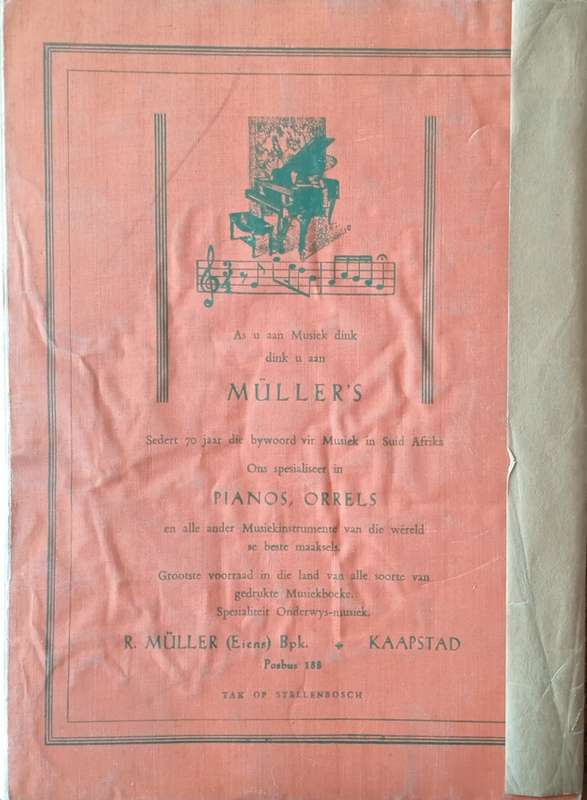 As u aan Musiek dink
dink u aan
MÜLLER'S
Sedert 70 jaar die bywoord vir Musiek in Suid Afrika
Ons spesialiseer in
PIANOS, ORRELS
en alle ander Musiekinstrumente van die wêreld
se beste maaksels.
Grootste voorraad in die land van alle soorte van
gedrukte Musiekboeke.
Spesialiteit Onderwys-musiek.
R. MÜLLER (Eiens) Bpk. KAAPSTAD
Posbus 188
TAK OP STELLENBOSCH